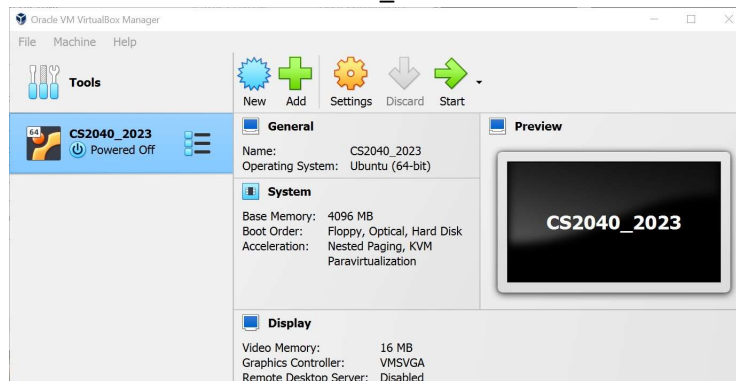 Oracle VM VirtualBox Manager
File Machine Help
Tools
New Add Settings Discard Start
64
CS2040_2023
Powered Off
General
Name: CS2040_2023
Operating System: Ubuntu (64-bit)
System
Base Memory: 4096 MB
Boot Order: Floppy, Optical, Hard Disk
Acceleration: Nested Paging, KVM
Paravirtualization
Preview
CS2040_2023
Display
Video Memory: 16 MB
Graphics Controller: VMSVGA
Remote Desktop Server: Disabled